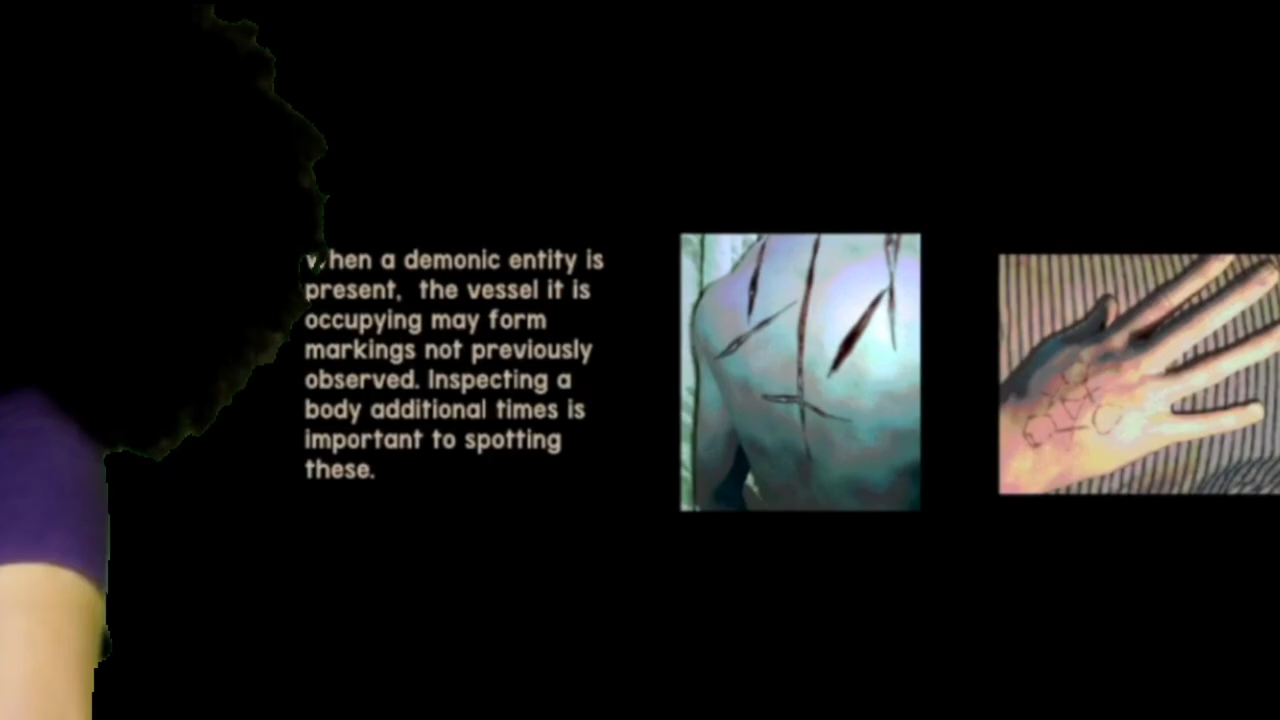 When a demonic entity is
present,  the vessel it is
occupying may form
markings not previously
observed. Inspecting a
body additional times is
important to spotting
these.